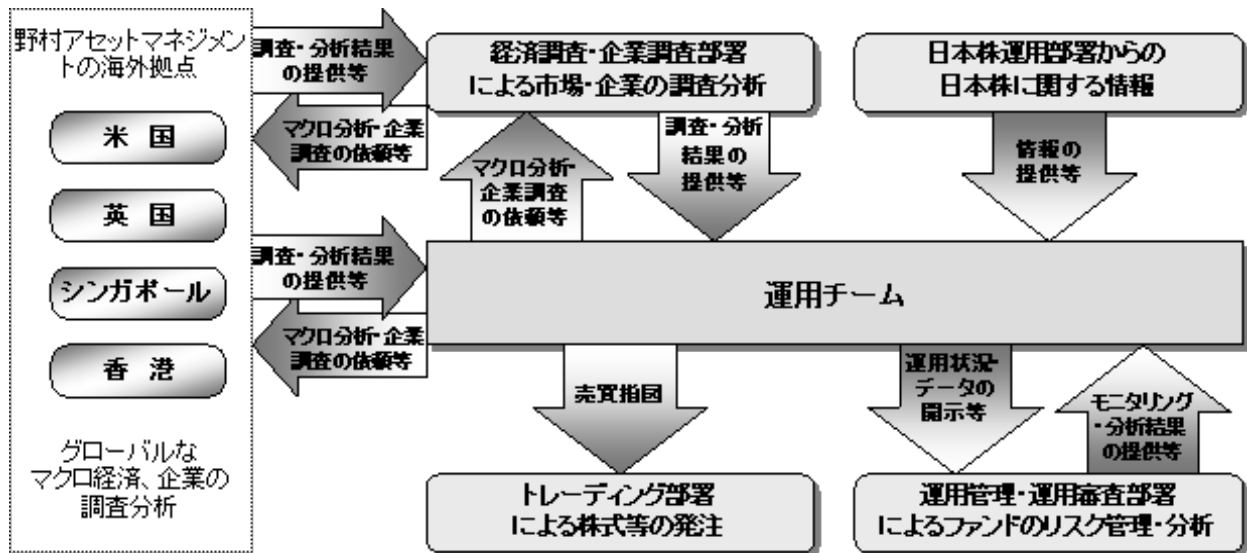 野村アセットマネジメン
トの海外拠点
米 国
英 国
シンガポール
香 港
グローバルな
マクロ経済、企業の
調査分析
調査・分析結果
の提供等
マクロ分析・企業
調査の依頼等
調査・分析結果
の提供等
マクロ分析・企業
調査の依頼等
経済調査・企業調査部署
による市場・企業の調査分析
日本株運用部署からの
日本株に関する情報
マクロ分析・
企業調査
の依頼等
調査・分析
結果の
提供等
情報の
提供等
運用チーム
売買指図
運用状況・
データの
開示等
モニタリング
・分析結果
の提供等
トレーディング部署
による株式等の発注
運用管理・運用審査部署
によるファンドのリスク管理・分析